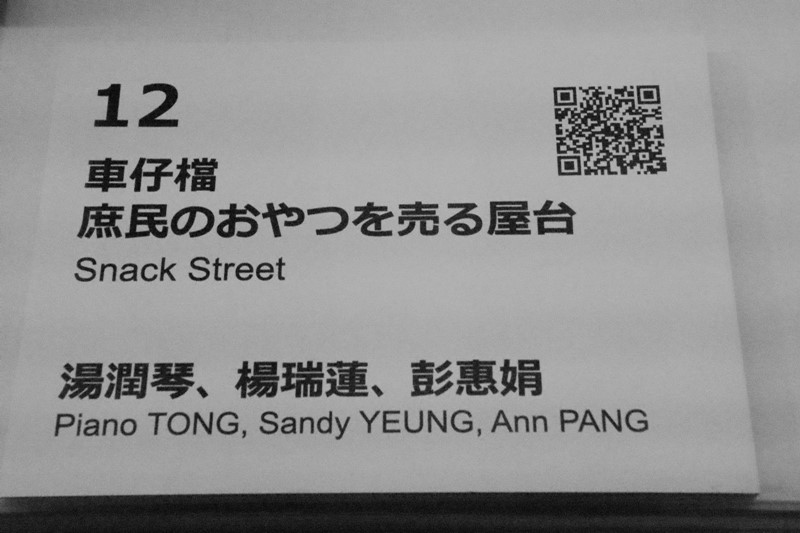 12
車仔檔
庶民のおやつを売る屋台
Snack Street
湯潤琴、楊瑞蓮、彭惠娟
Piano TONG, Sandy YEUNG, Ann PANG